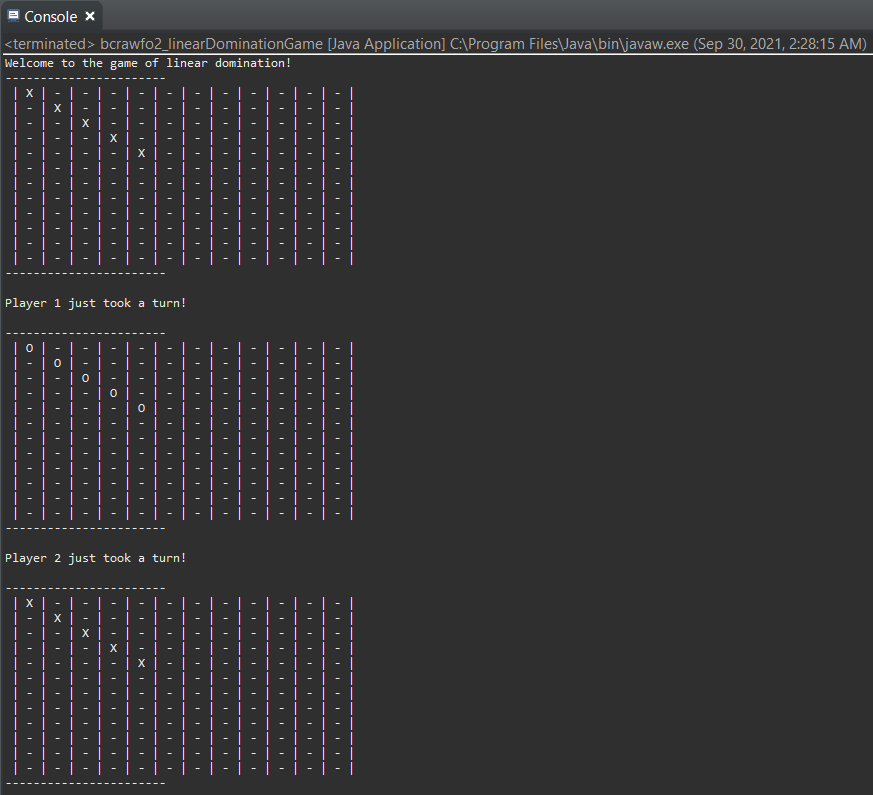 Console
<terminated> bcrawfo2_linearDominationGame [Java Application] C:\Program Files\Java\bin\javaw.exe (Sep 30, 2021, 2:28:15 AM)
Welcome to the game of linear domination!
-----------------------
| X | - | - | - | - | - | - | - | - | - | - | - |
| - | X | - | - | - | - | - | - | - | - | - | - |
| - | - | X | - | - | - | - | - | - | - | - | - |
| - | - | - | X | - | - | - | - | - | - | - | - |
| - | - | - | - | X | - | - | - | - | - | - | - |
| - | - | - | - | - | - | - | - | - | - | - | - |
| - | - | - | - | - | - | - | - | - | - | - | - |
| - | - | - | - | - | - | - | - | - | - | - | - |
| - | - | - | - | - | - | - | - | - | - | - | - |
| - | - | - | - | - | - | - | - | - | - | - | - |
| - | - | - | - | - | - | - | - | - | - | - | - |
| - | - | - | - | - | - | - | - | - | - | - | - |
-----------------------
Player 1 just took a turn!
-----------------------
| O | - | - | - | - | - | - | - | - | - | - | - |
| - | O | - | - | - | - | - | - | - | - | - | - |
| - | - | O | - | - | - | - | - | - | - | - | - |
| - | - | - | O | - | - | - | - | - | - | - | - |
| - | - | - | - | O | - | - | - | - | - | - | - |
| - | - | - | - | - | - | - | - | - | - | - | - |
| - | - | - | - | - | - | - | - | - | - | - | - |
| - | - | - | - | - | - | - | - | - | - | - | - |
| - | - | - | - | - | - | - | - | - | - | - | - |
| - | - | - | - | - | - | - | - | - | - | - | - |
| - | - | - | - | - | - | - | - | - | - | - | - |
| - | - | - | - | - | - | - | - | - | - | - | - |
-----------------------
Player 2 just took a turn!
-----------------------
| X | - | - | - | - | - | - | - | - | - | - | - |
| - | X | - | - | - | - | - | - | - | - | - | - |
| - | - | X | - | - | - | - | - | - | - | - | - |
| - | - | - | X | - | - | - | - | - | - | - | - |
| - | - | - | - | X | - | - | - | - | - | - | - |
| - | - | - | - | - | - | - | - | - | - | - | - |
| - | - | - | - | - | - | - | - | - | - | - | - |
| - | - | - | - | - | - | - | - | - | - | - | - |
| - | - | - | - | - | - | - | - | - | - | - | - |
| - | - | - | - | - | - | - | - | - | - | - | - |
| - | - | - | - | - | - | - | - | - | - | - | - |
| - | - | - | - | - | - | - | - | - | - | - | - |
-----------------------